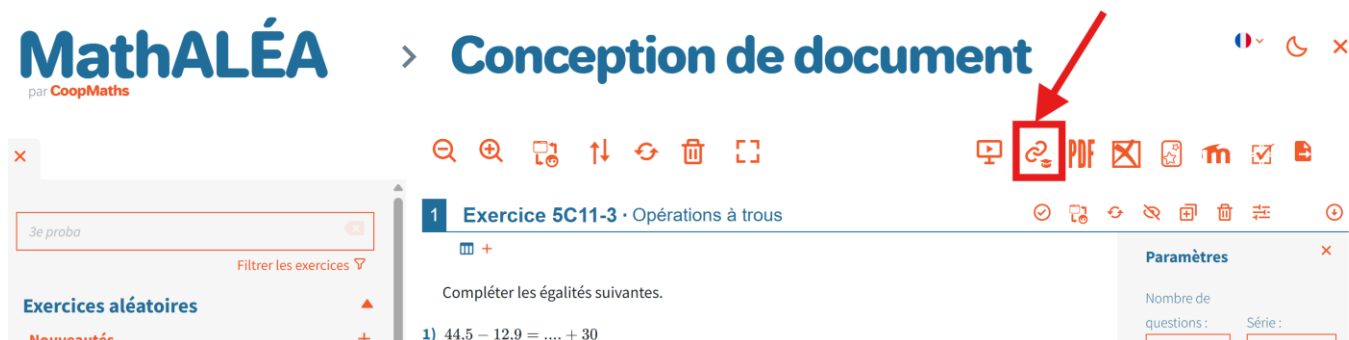 MathALÉA > Conception de document
par CoopMaths
PDF
1 Exercice 5C11-3 · Opérations à trous
3e proba
Filtrer les exercices
Exercices aléatoires
Nouveautés +
Compléter les égalités suivantes.
1) 44,5 − 12,9 = .... + 30
Paramètres
Nombre de
questions :
Série :